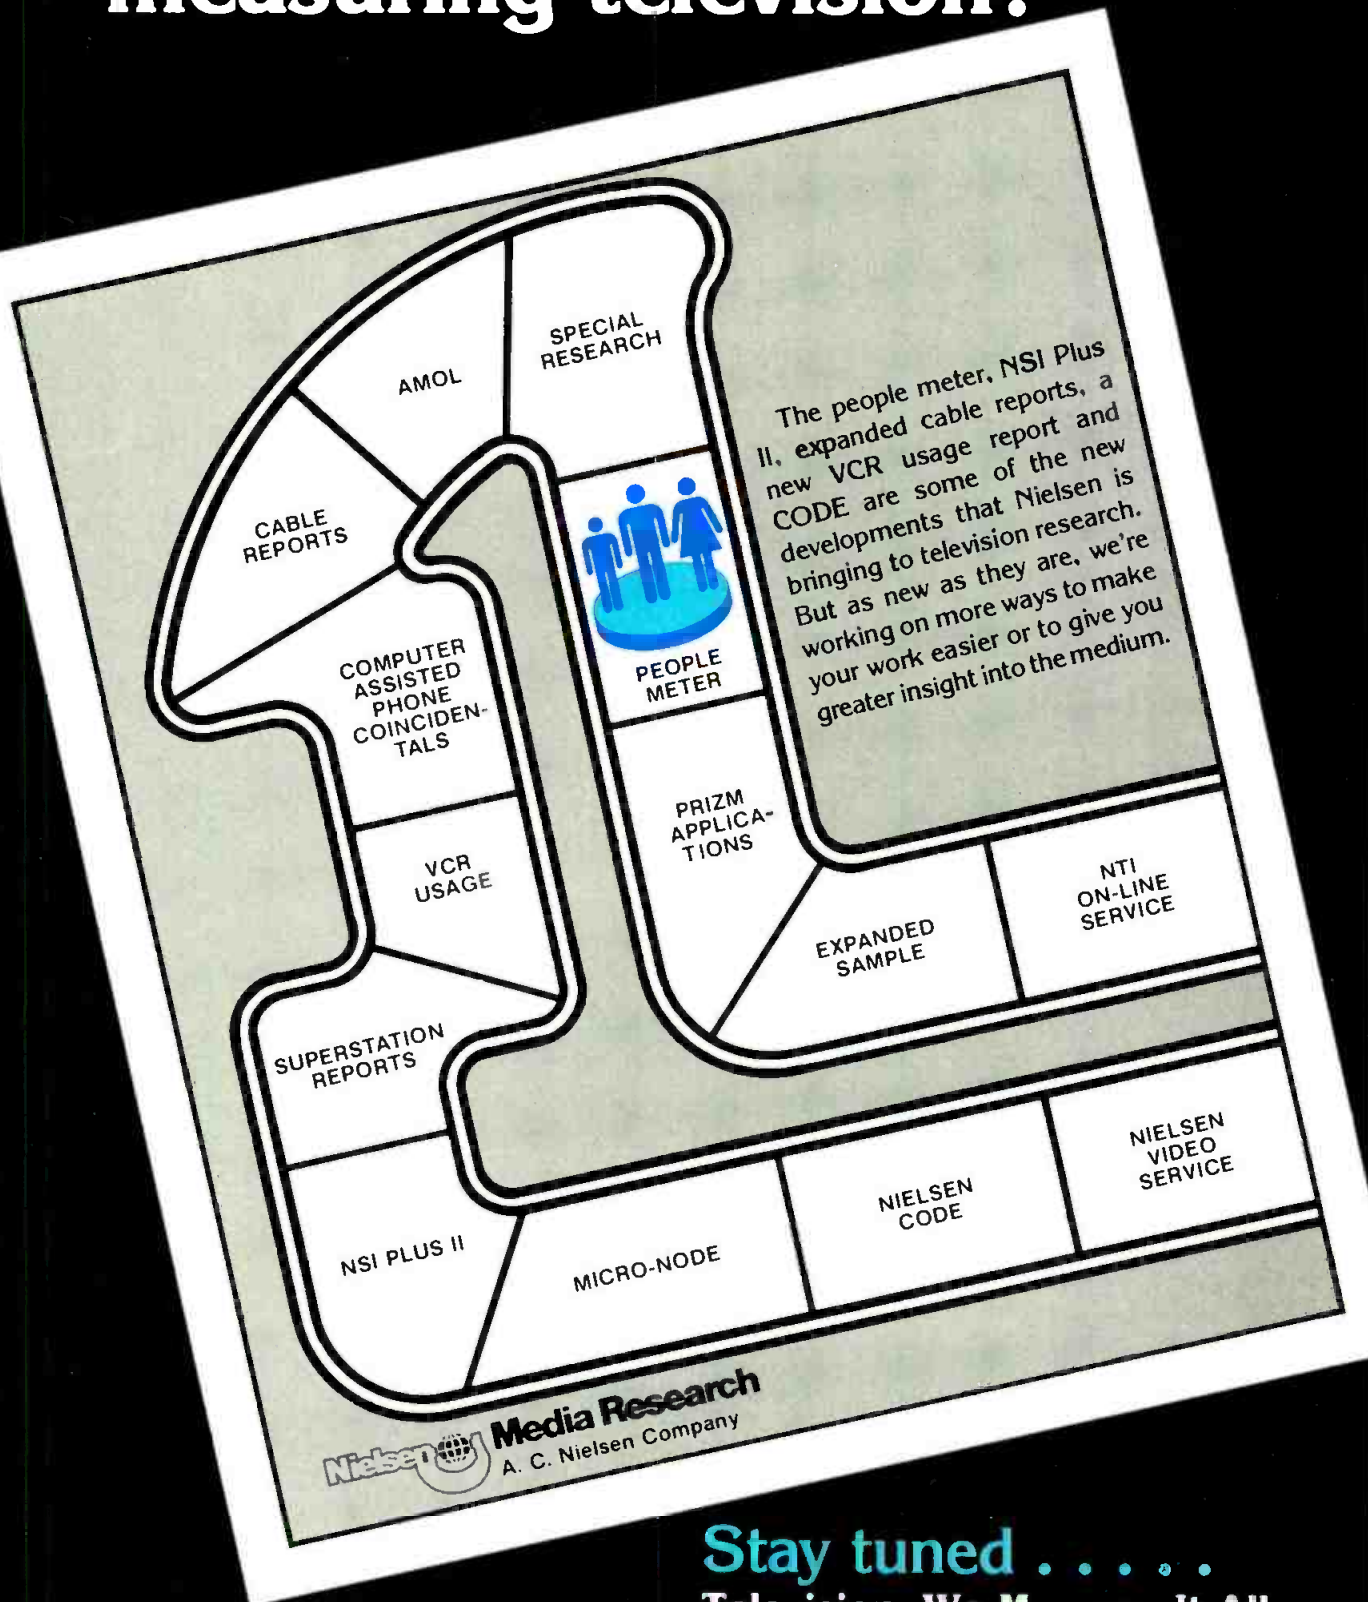 measuring television?
SPECIAL
RESEARCH
AMOL
CABLE
REPORTS
COMPUTER
ASSISTED
PHONE
COINCIDEN-
TALS
VCR
USAGE
SUPERSTATION
REPORTS
NSI PLUS II
MICRO-NODE
NIELSEN
CODE
NIELSEN
VIDEO
SERVICE
PEOPLE
METER
PRIZM
APPLICA-
TIONS
EXPANDED
SAMPLE
NTI
ON-LINE
SERVICE
The people meter, NSI Plus
II, expanded cable reports, a
new VCR usage report and
CODE are some of the new
developments that Nielsen is
bringing to television research.
But as new as they are, we're
working on more ways to make
your work easier or to give you
greater insight into the medium.
Nielsen Media Research
A. C. Nielsen Company
Stay tuned . . . . .
Television. We Measure It All.